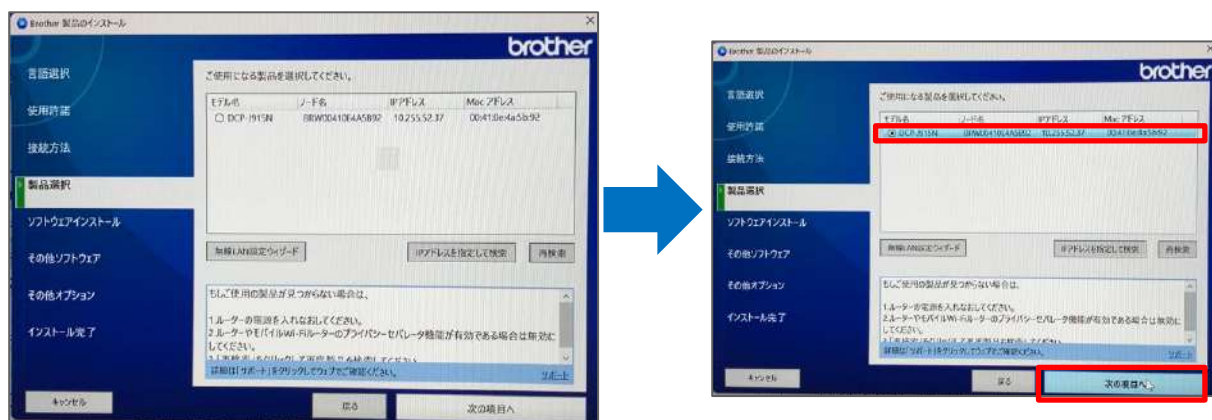 Brother 製品のインストール
brother
言語選択
使用許諾
接続方法
製品選択
ソフトウェアインストール
その他ソフトウェア
その他オプション
インストール完了
ご使用になる製品を選択してください。
モデル名 ノード名 IPアドレス Mac アドレス
DCP-J915N BRW00410E4A5B92 10.255.52.37 00:41:0e:4a:5b:92
無線LAN設定ウィザード IPアドレスを指定して検索 再検索
もしご使用の製品が見つからない場合は、
1.ルーターの電源を入れなおしてください。
2.ルーターやモバイルWi-Fiルーターのプライバシーセパレータ機能が有効である場合は無効に
してください。
詳細は「サポート」をクリックしてウェブでご確認ください。 サポート
キャンセル 戻る 次の項目へ
Brother 製品のインストール
brother
言語選択
使用許諾
接続方法
製品選択
ソフトウェアインストール
その他ソフトウェア
その他オプション
インストール完了
ご使用になる製品を選択してください。
モデル名 ノード名 IPアドレス Mac アドレス
DCP-J915N BRW00410E4A5B92 10.255.52.37 00:41:0e:4a:5b:92
無線LAN設定ウィザード IPアドレスを指定して検索 再検索
もしご使用の製品が見つからない場合は、
1.ルーターの電源を入れなおしてください。
2.ルーターやモバイルWi-Fiルーターのプライバシーセパレータ機能が有効である場合は無効に
してください。
詳細は「サポート」をクリックしてウェブでご確認ください。 サポート
キャンセル 戻る 次の項目へ